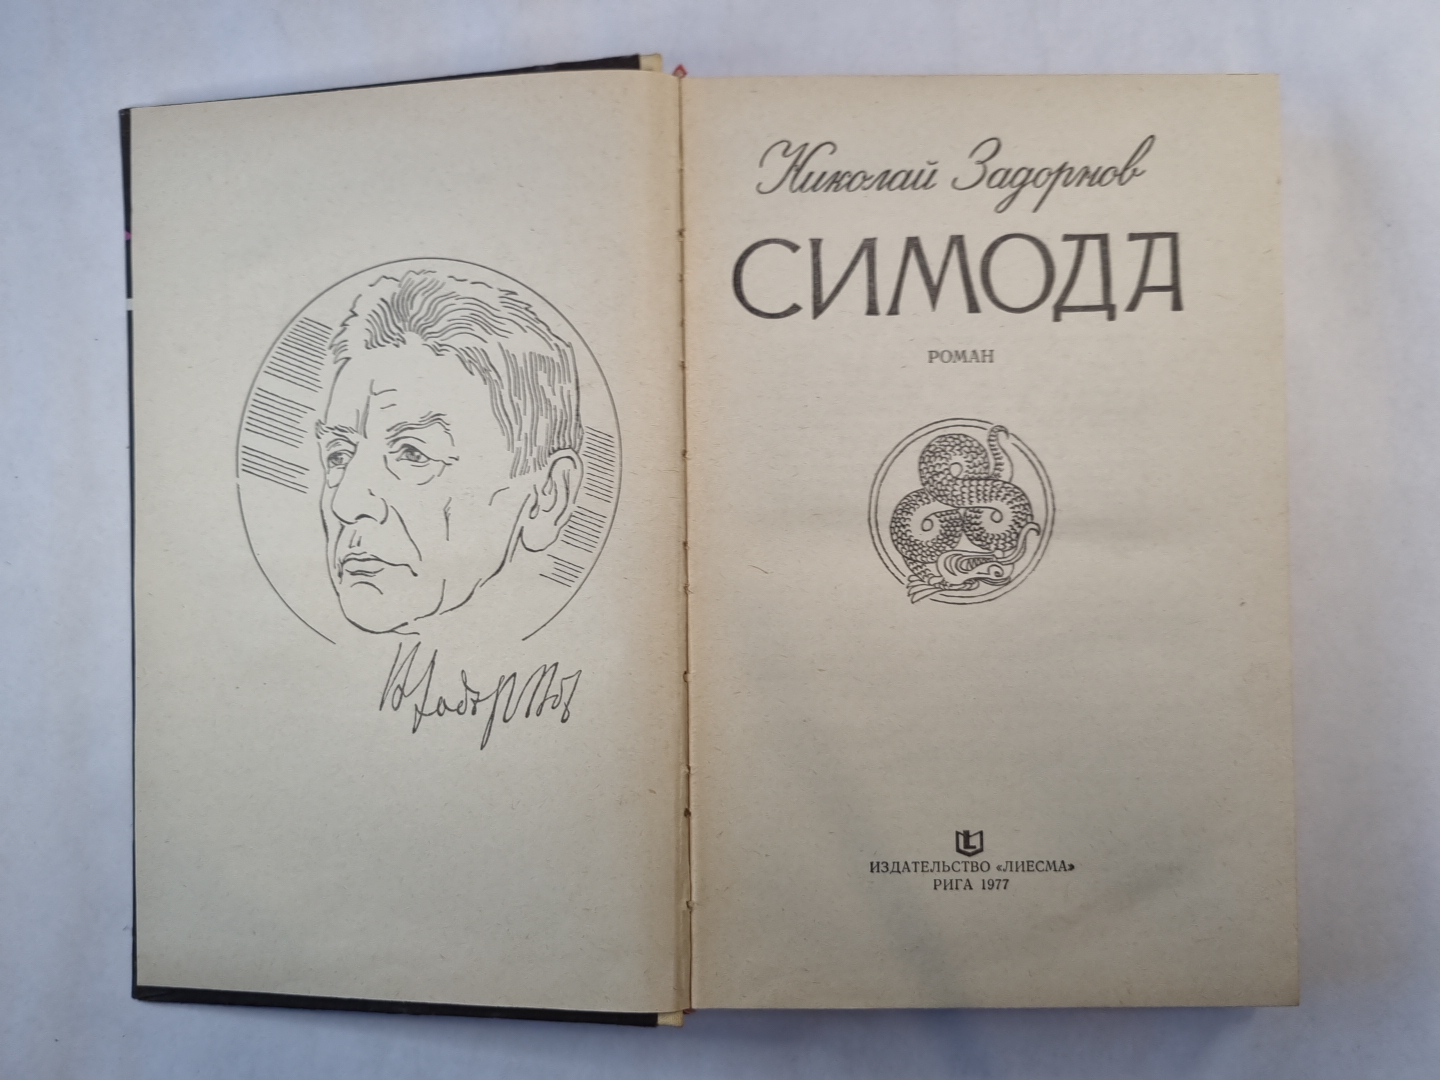 Николай Задорнов
СИМОДА
РОМАН
ИЗДАТЕЛЬСТВО «ЛИЕСМА»
РИГА 1977